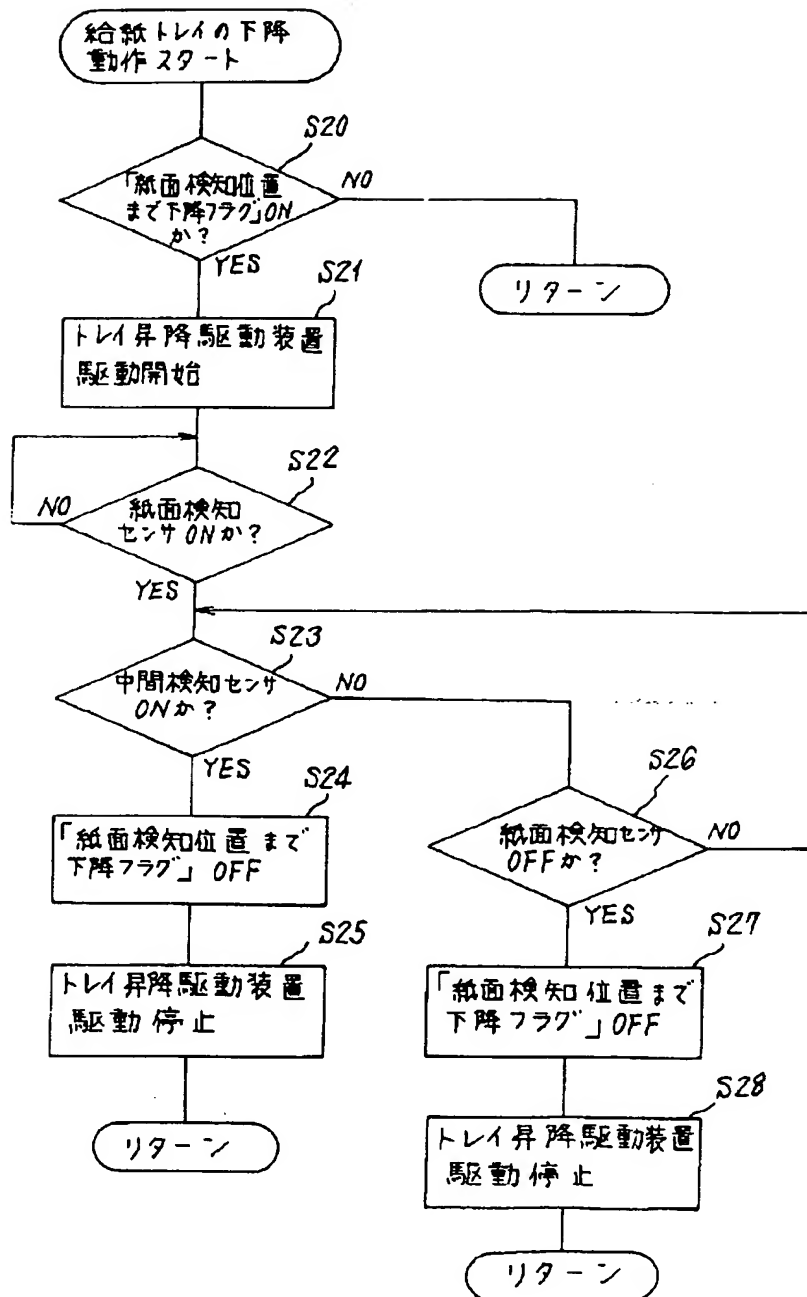 給紙トレイの下降
動作スタート
S20
「紙面検知位置
まで下降フラグ」ON
か?
NO
YES
リターン
S21
トレイ昇降駆動装置
駆動開始
S22
紙面検知
センサONか?
NO
YES
S23
中間検知センサ
ONか?
NO
YES
S24
「紙面検知位置まで
下降フラグ」OFF
S26
紙面検知センサ
OFFか?
NO
YES
S25
トレイ昇降駆動装置
駆動停止
S27
「紙面検知位置まで
下降フラグ」OFF
リターン
S28
トレイ昇降駆動装置
駆動停止
リターン